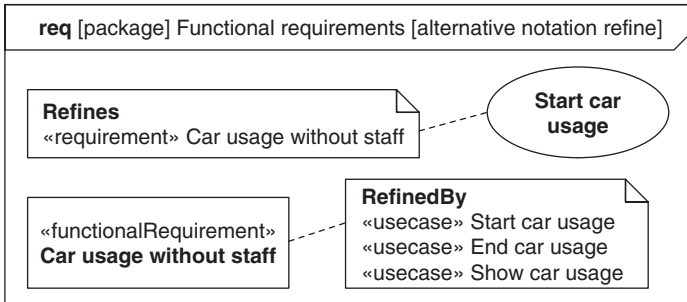 req [package] Functional requirements [alternative notation refine]
Refines
«requirement» Car usage without staff
Start car
usage
«functionalRequirement»
Car usage without staff
RefinedBy
«usecase» Start car usage
«usecase» End car usage
«usecase» Show car usage